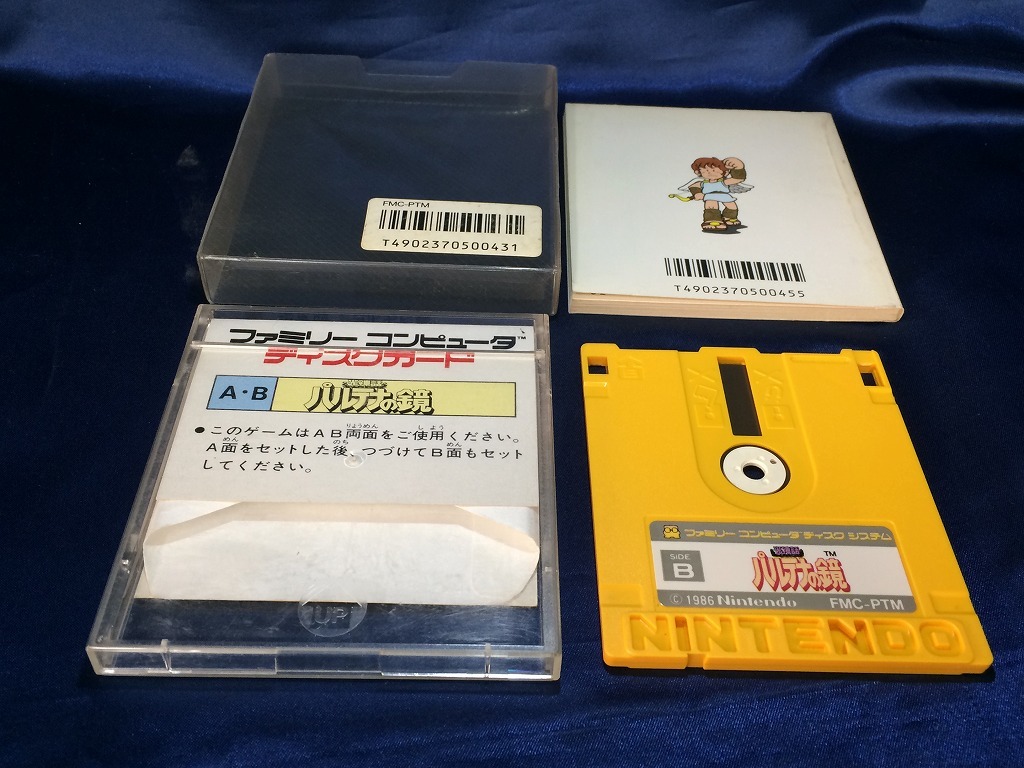 FMC-PTM
T4902370500431
T4902370500455
ファミリー コンピュータ™
ディスクカード
A・B
パルテナの鏡
●このゲームはAB両面をご使用ください。
A面をセットした後、つづけてB面もセット
してください。
UP
ファミリー コンピュータ ディスク システム
SIDE
B
パルテナの鏡™
© 1986 Nintendo
FMC-PTM
NINTENDO